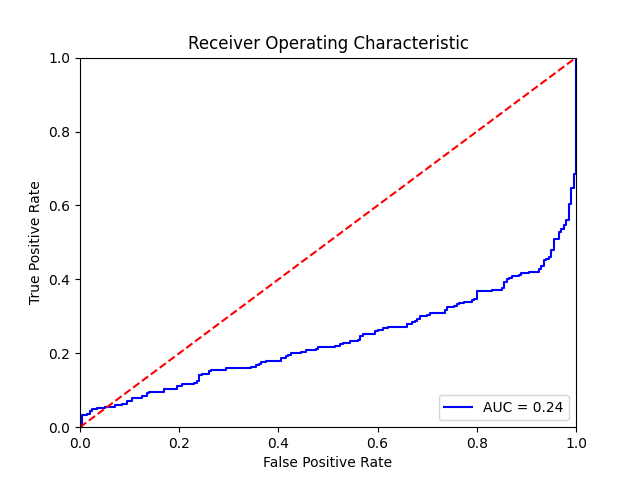 Receiver Operating Characteristic
True Positive Rate
1.0
0.8
0.6
0.4
0.2
0.0
AUC = 0.24
0.0 0.2 0.4 0.6 0.8 1.0
False Positive Rate